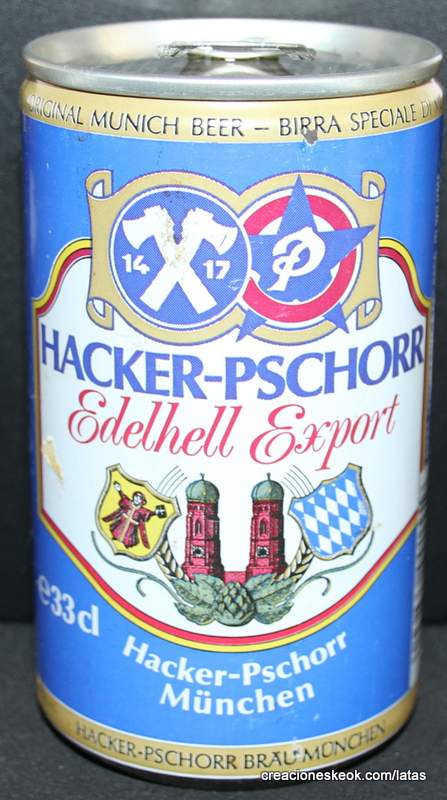 ORIGINAL MUNICH BEER – BIRRA SPECIALE DI
14 17
P
HACKER-PSCHORR
Edelhell Export
e33cl
Hacker-Pschorr
München
HACKER-PSCHORR BRÄU MÜNCHEN
creacioneskeok.com/latas